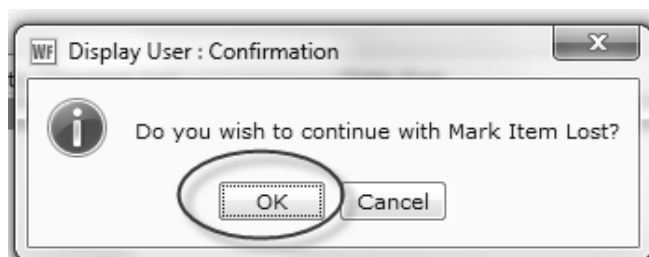 WF Display User : Confirmation
Do you wish to continue with Mark Item Lost?
OK Cancel